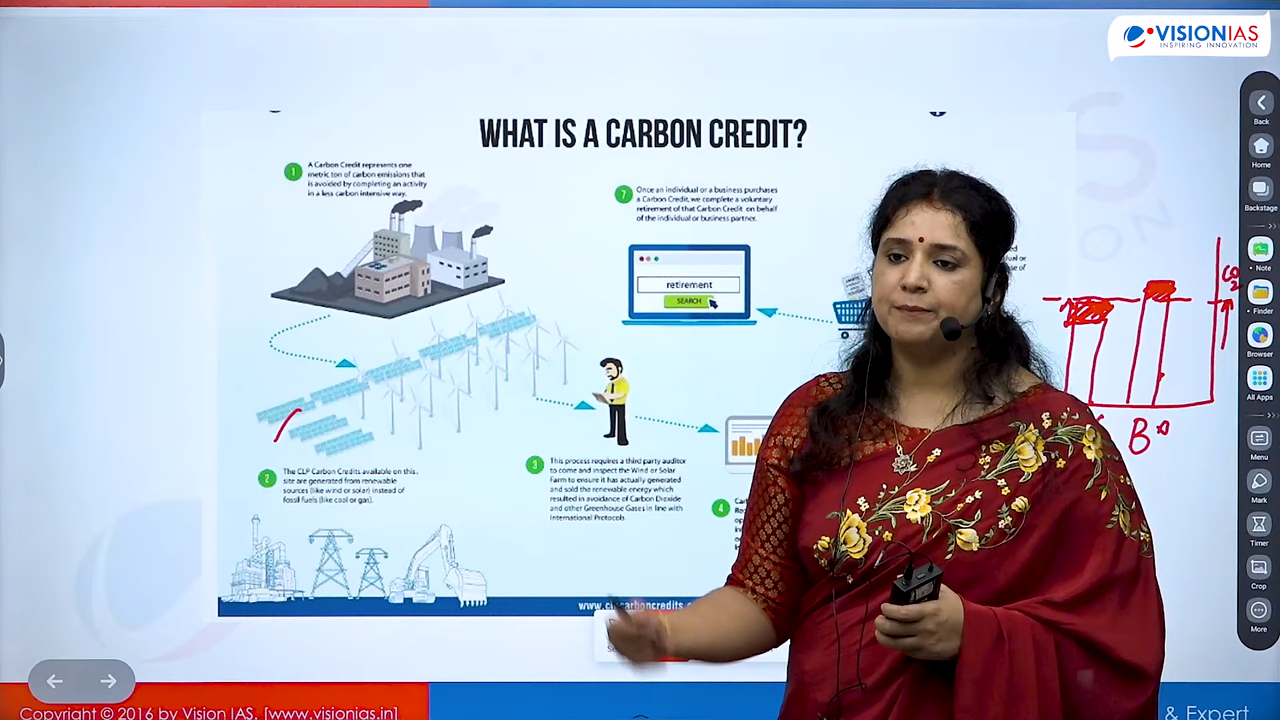 VISIONIAS
INSPIRING INNOVATION
WHAT IS A CARBON CREDIT?
1
A Carbon Credit represents one
metric ton of carbon emissions that
is avoided by completing an activity
in a less carbon intensive way.
7
Once an individual or a business purchases
a Carbon Credit, we complete a voluntary
retirement of that Carbon Credit on behalf
of the individual or business partner.
retirement
SEARCH
2
The CLP Carbon Credits available on this
site are generated from renewable
sources (like wind or solar) instead of
fossil fuels (like coal or gas).
3
This process requires a third party auditor
to come and inspect the Wind or Solar
Farm to ensure it has actually generated
and sold the renewable energy which
resulted in avoidance of Carbon Dioxide
and other Greenhouse Gases in line with
International Protocols
4
CO2
B
Back
Home
Backstage
Note
Finder
Browser
All Apps
Menu
Mark
Timer
Crop
More
Copyright © 2016 by Vision IAS. [www.visionias.in]
& Expert